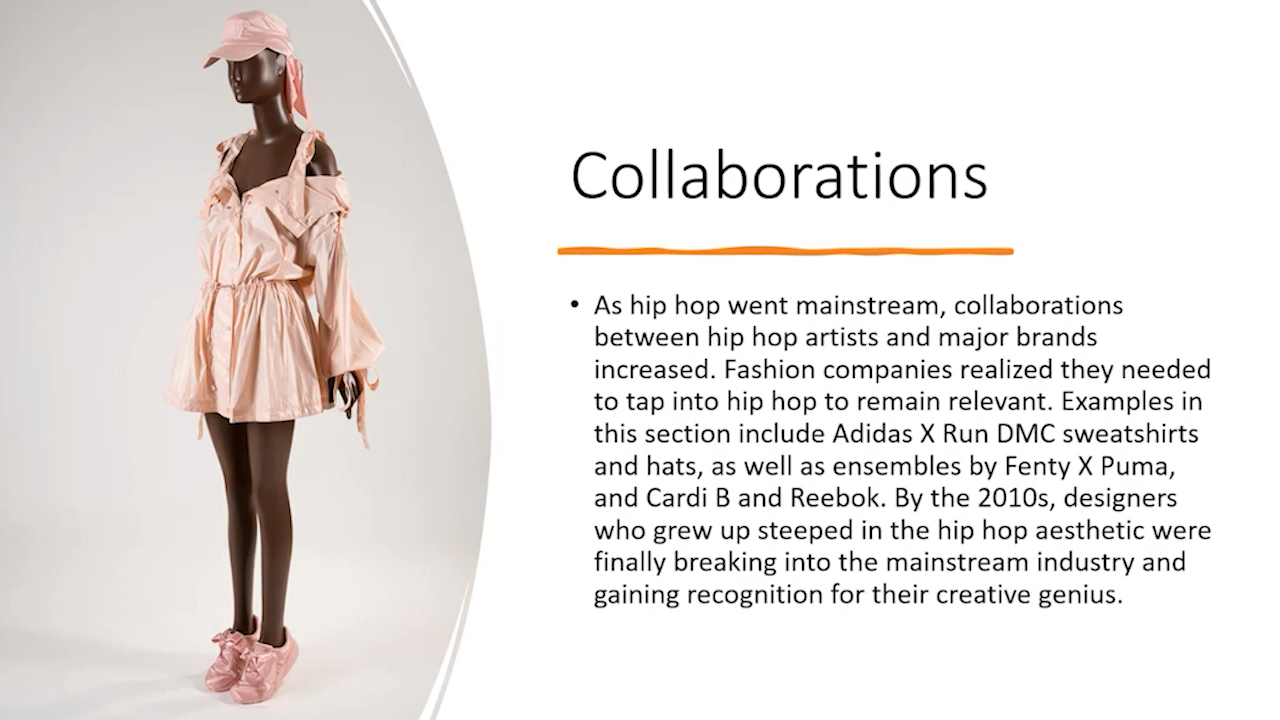 Collaborations
• As hip hop went mainstream, collaborations
between hip hop artists and major brands
increased. Fashion companies realized they needed
to tap into hip hop to remain relevant. Examples in
this section include Adidas X Run DMC sweatshirts
and hats, as well as ensembles by Fenty X Puma,
and Cardi B and Reebok. By the 2010s, designers
who grew up steeped in the hip hop aesthetic were
finally breaking into the mainstream industry and
gaining recognition for their creative genius.